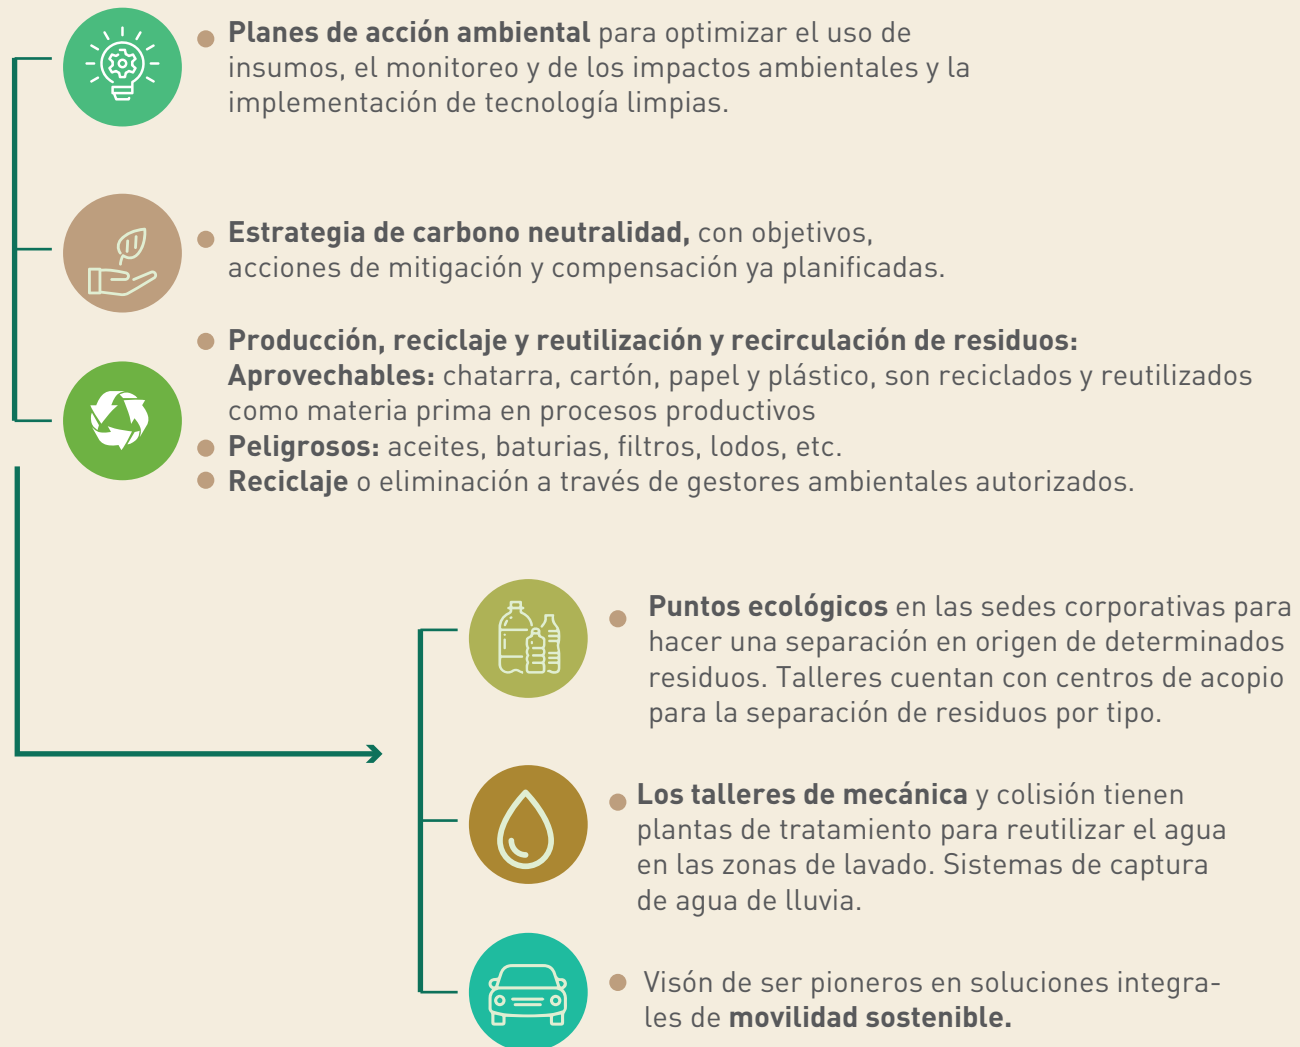 Planes de acción ambiental para optimizar el uso de
insumos, el monitoreo y de los impactos ambientales y la
implementación de tecnología limpias.
Estrategia de carbono neutralidad, con objetivos,
acciones de mitigación y compensación ya planificadas.
Producción, reciclaje y reutilización y recirculación de residuos:
Aprovechables: chatarra, cartón, papel y plástico, son reciclados y reutilizados
como materia prima en procesos productivos
Peligrosos: aceites, baturias, filtros, lodos, etc.
Reciclaje o eliminación a través de gestores ambientales autorizados.
Puntos ecológicos en las sedes corporativas para
hacer una separación en origen de determinados
residuos. Talleres cuentan con centros de acopio
para la separación de residuos por tipo.
Los talleres de mecánica y colisión tienen
plantas de tratamiento para reutilizar el agua
en las zonas de lavado. Sistemas de captura
de agua de lluvia.
Visón de ser pioneros en soluciones integra-
les de movilidad sostenible.